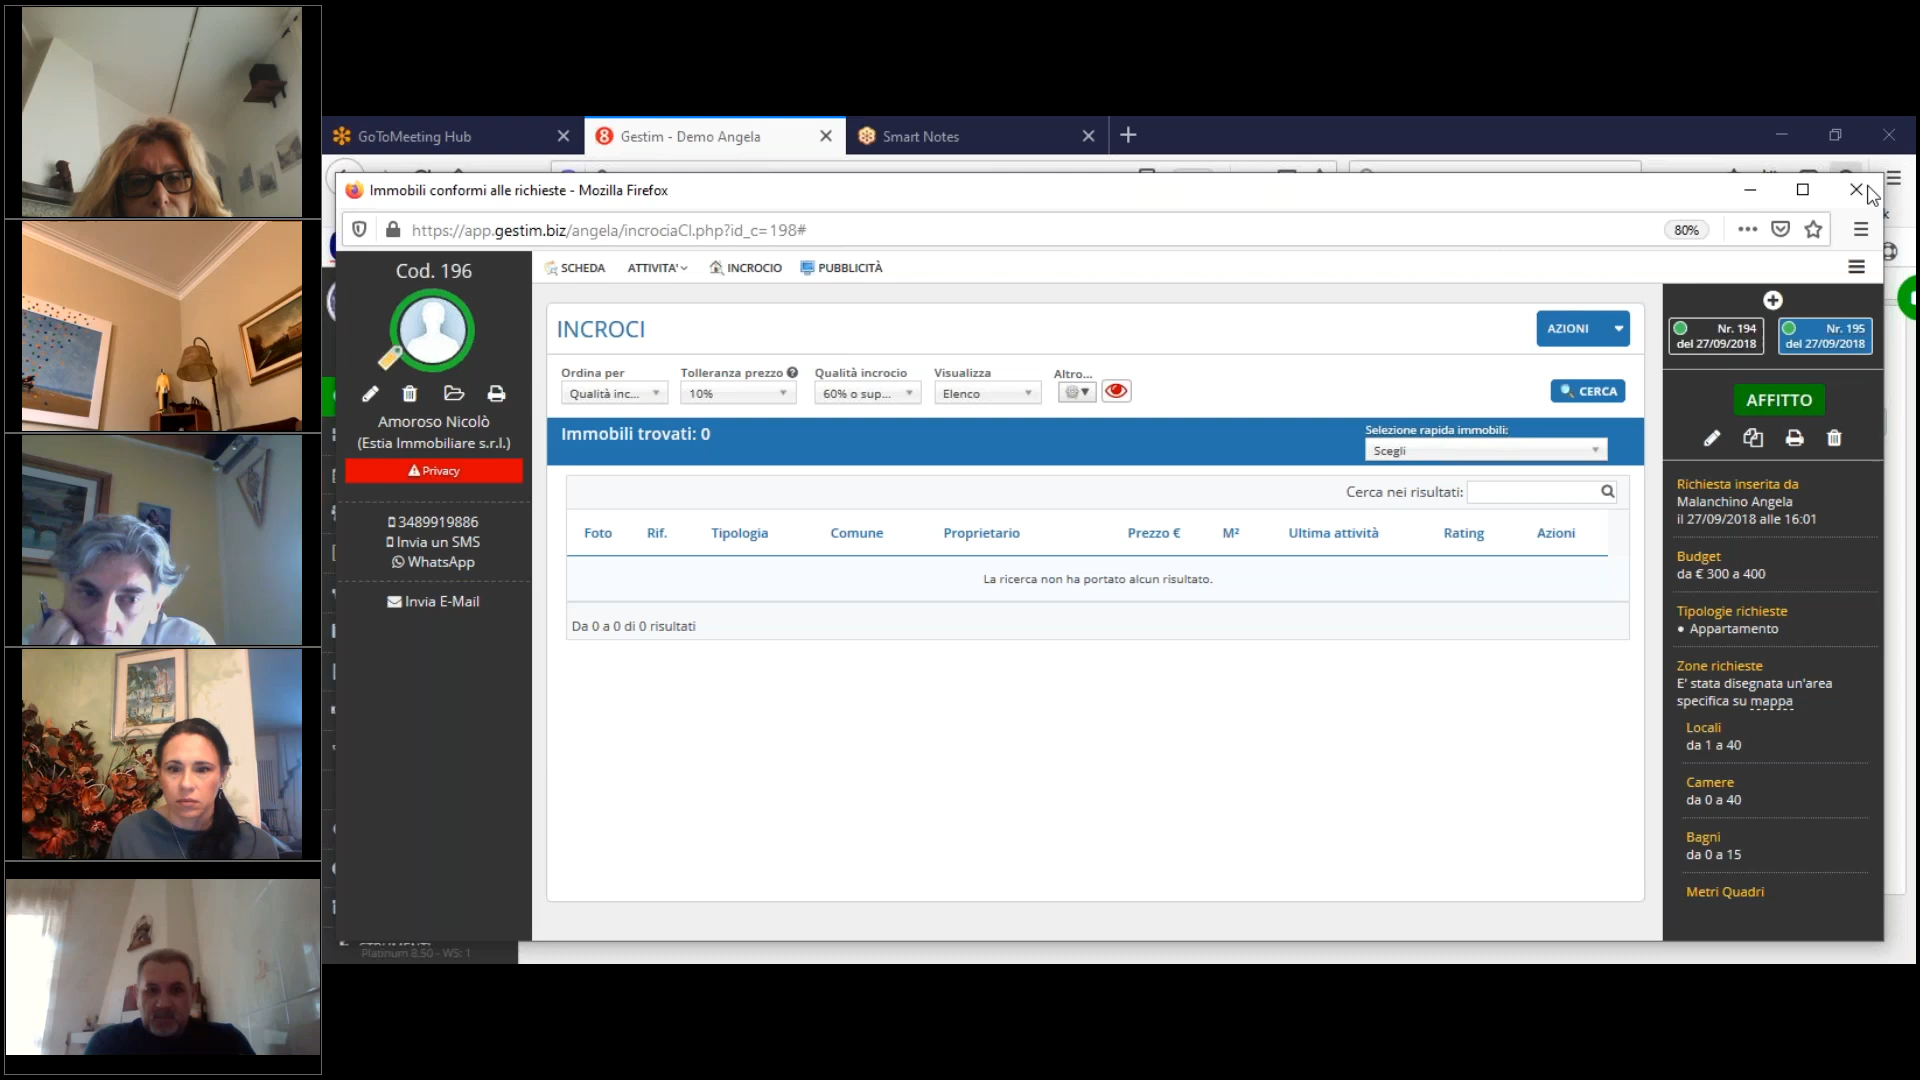 GoToMeeting Hub
Gestim - Demo Angela
Smart Notes
Immobili conformi alle richieste - Mozilla Firefox
https://app.gestim.biz/angela/incrociaCl.php?id_c=198#
80%
Cod. 196
Amoroso Nicolò
(Estia Immobiliare s.r.l.)
Privacy
3489919886
Invia un SMS
WhatsApp
Invia E-Mail
SCHEDA
ATTIVITA'
INCROCIO
PUBBLICITÀ
INCROCI
AZIONI
Ordina per
Tolleranza prezzo
Qualità incrocio
Visualizza
Altro...
Qualità inc...
10%
60% o sup...
Elenco
CERCA
Immobili trovati: 0
Selezione rapida immobili:
Scegli
Cerca nei risultati:
Foto
Rif.
Tipologia
Comune
Proprietario
Prezzo €
M²
Ultima attività
Rating
Azioni
La ricerca non ha portato alcun risultato.
Da 0 a 0 di 0 risultati
Nr. 194
del 27/09/2018
Nr. 195
del 27/09/2018
AFFITTO
Richiesta inserita da
Malanchino Angela
il 27/09/2018 alle 16:01
Budget
da € 300 a 400
Tipologie richieste
• Appartamento
Zone richieste
E' stata disegnata un'area
specifica su mappa
Locali
da 1 a 40
Camere
da 0 a 40
Bagni
da 0 a 15
Metri Quadri
Platinum 8.50 - WS: 1